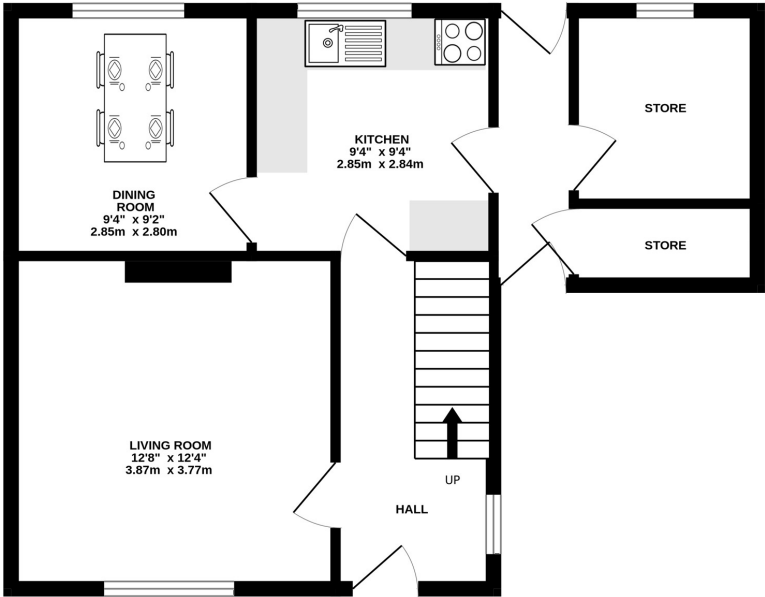 KITCHEN
9'4" x 9'4"
2.85m x 2.84m
STORE
DINING
ROOM
9'4" x 9'2"
2.85m x 2.80m
STORE
LIVING ROOM
12'8" x 12'4"
3.87m x 3.77m
UP
HALL